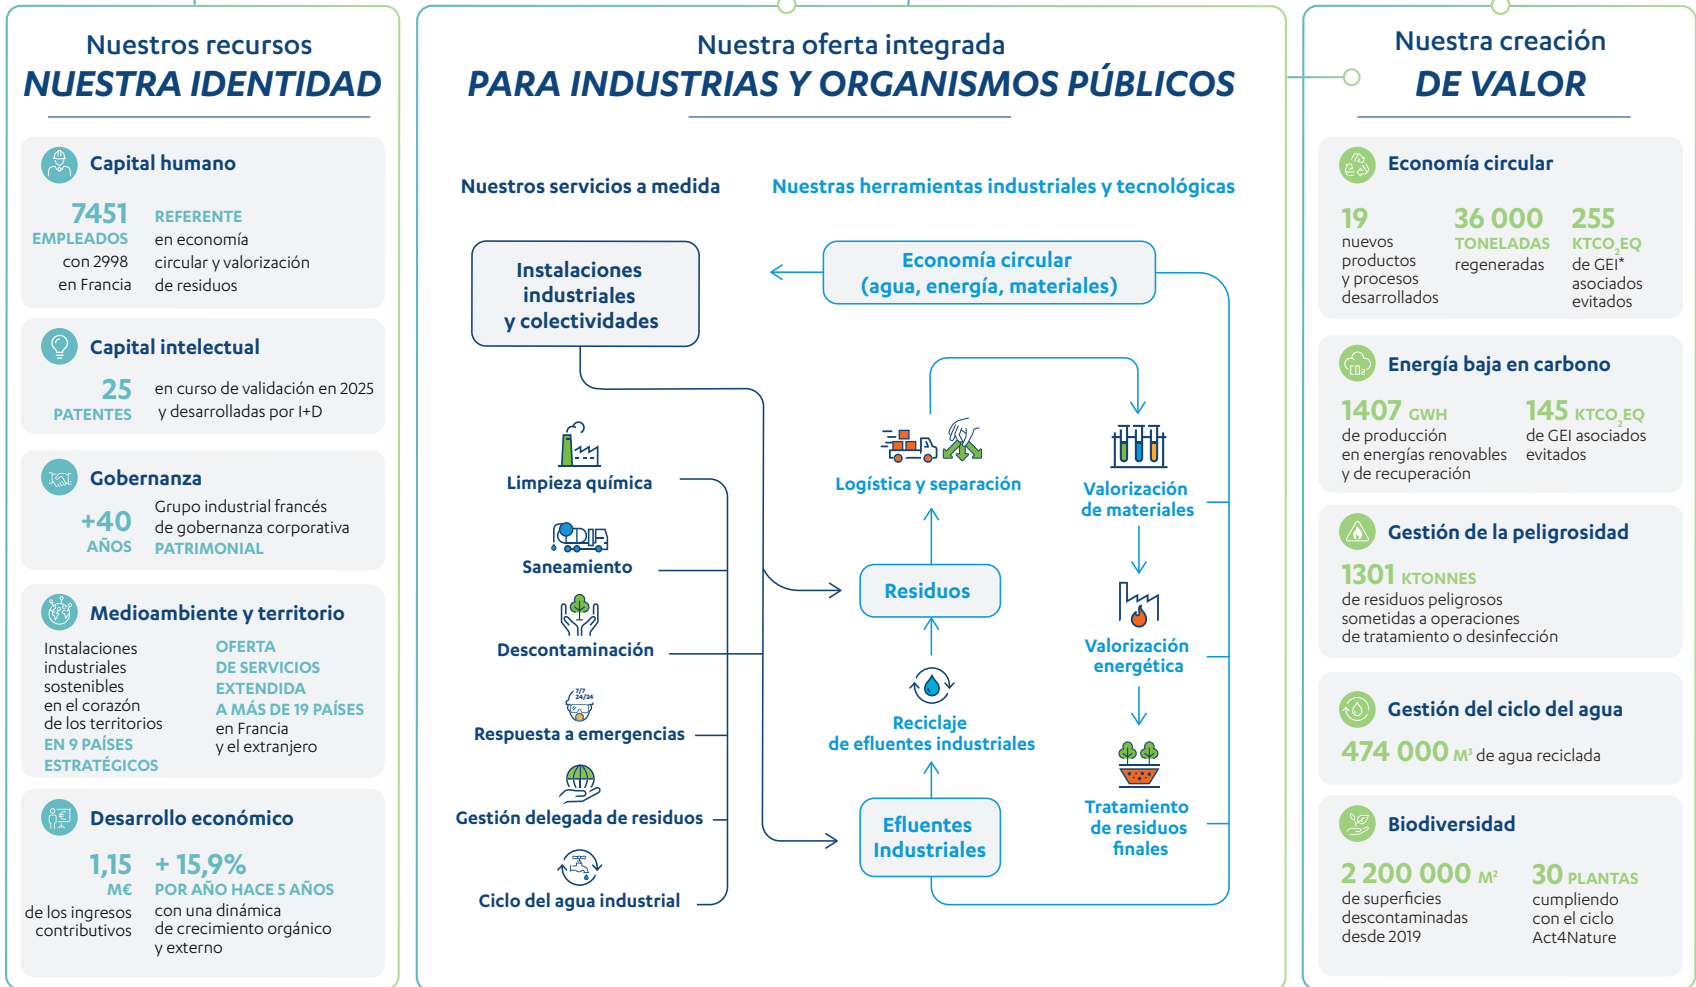 Nuestros recursos
NUESTRA IDENTIDAD
Capital humano
7451
EMPLEADOS
con 2998
en Francia
REFERENTE
en economía
circular y valorización
de residuos
Capital intelectual
25
PATENTES
en curso de validación en 2025
y desarrolladas por I+D
Gobernanza
+40
AÑOS
Grupo industrial francés
de gobernanza corporativa
PATRIMONIAL
Medioambiente y territorio
Instalaciones
industriales
sostenibles
en el corazón
de los territorios
EN 9 PAÍSES
ESTRATÉGICOS
OFERTA
DE SERVICIOS
EXTENDIDA
A MÁS DE 19 PAÍSES
en Francia
y el extranjero
Desarrollo económico
1,15
M€
de los ingresos
contributivos
+ 15,9%
POR AÑO HACE 5 AÑOS
con una dinámica
de crecimiento orgánico
y externo
Nuestra oferta integrada
PARA INDUSTRIAS Y ORGANISMOS PÚBLICOS
Nuestros servicios a medida
Instalaciones
industriales
y colectividades
Limpieza química
Saneamiento
Descontaminación
7/7
24/24
Respuesta a emergencias
Gestión delegada de residuos
Ciclo del agua industrial
Nuestras herramientas industriales y tecnológicas
Economía circular
(agua, energía, materiales)
Logística y separación
Residuos
Reciclaje
de efluentes industriales
Efluentes
Industriales
Valorización
de materiales
Valorización
energética
Tratamiento
de residuos
finales
Nuestra creación
DE VALOR
Economía circular
19
nuevos
productos
y procesos
desarrollados
36 000
TONELADAS
regeneradas
255
KTCO₂EQ
de GEI*
asociados
evitados
CO₂
Energía baja en carbono
1407 GWH
de producción
en energías renovables
y de recuperación
145 KTCO₂EQ
de GEI asociados
evitados
Gestión de la peligrosidad
1301 KTONNES
de residuos peligrosos
sometidas a operaciones
de tratamiento o desinfección
Gestión del ciclo del agua
474 000 M³ de agua reciclada
Biodiversidad
2 200 000 M²
de superficies
descontaminadas
desde 2019
30 PLANTAS
cumpliendo
con el ciclo
Act4Nature